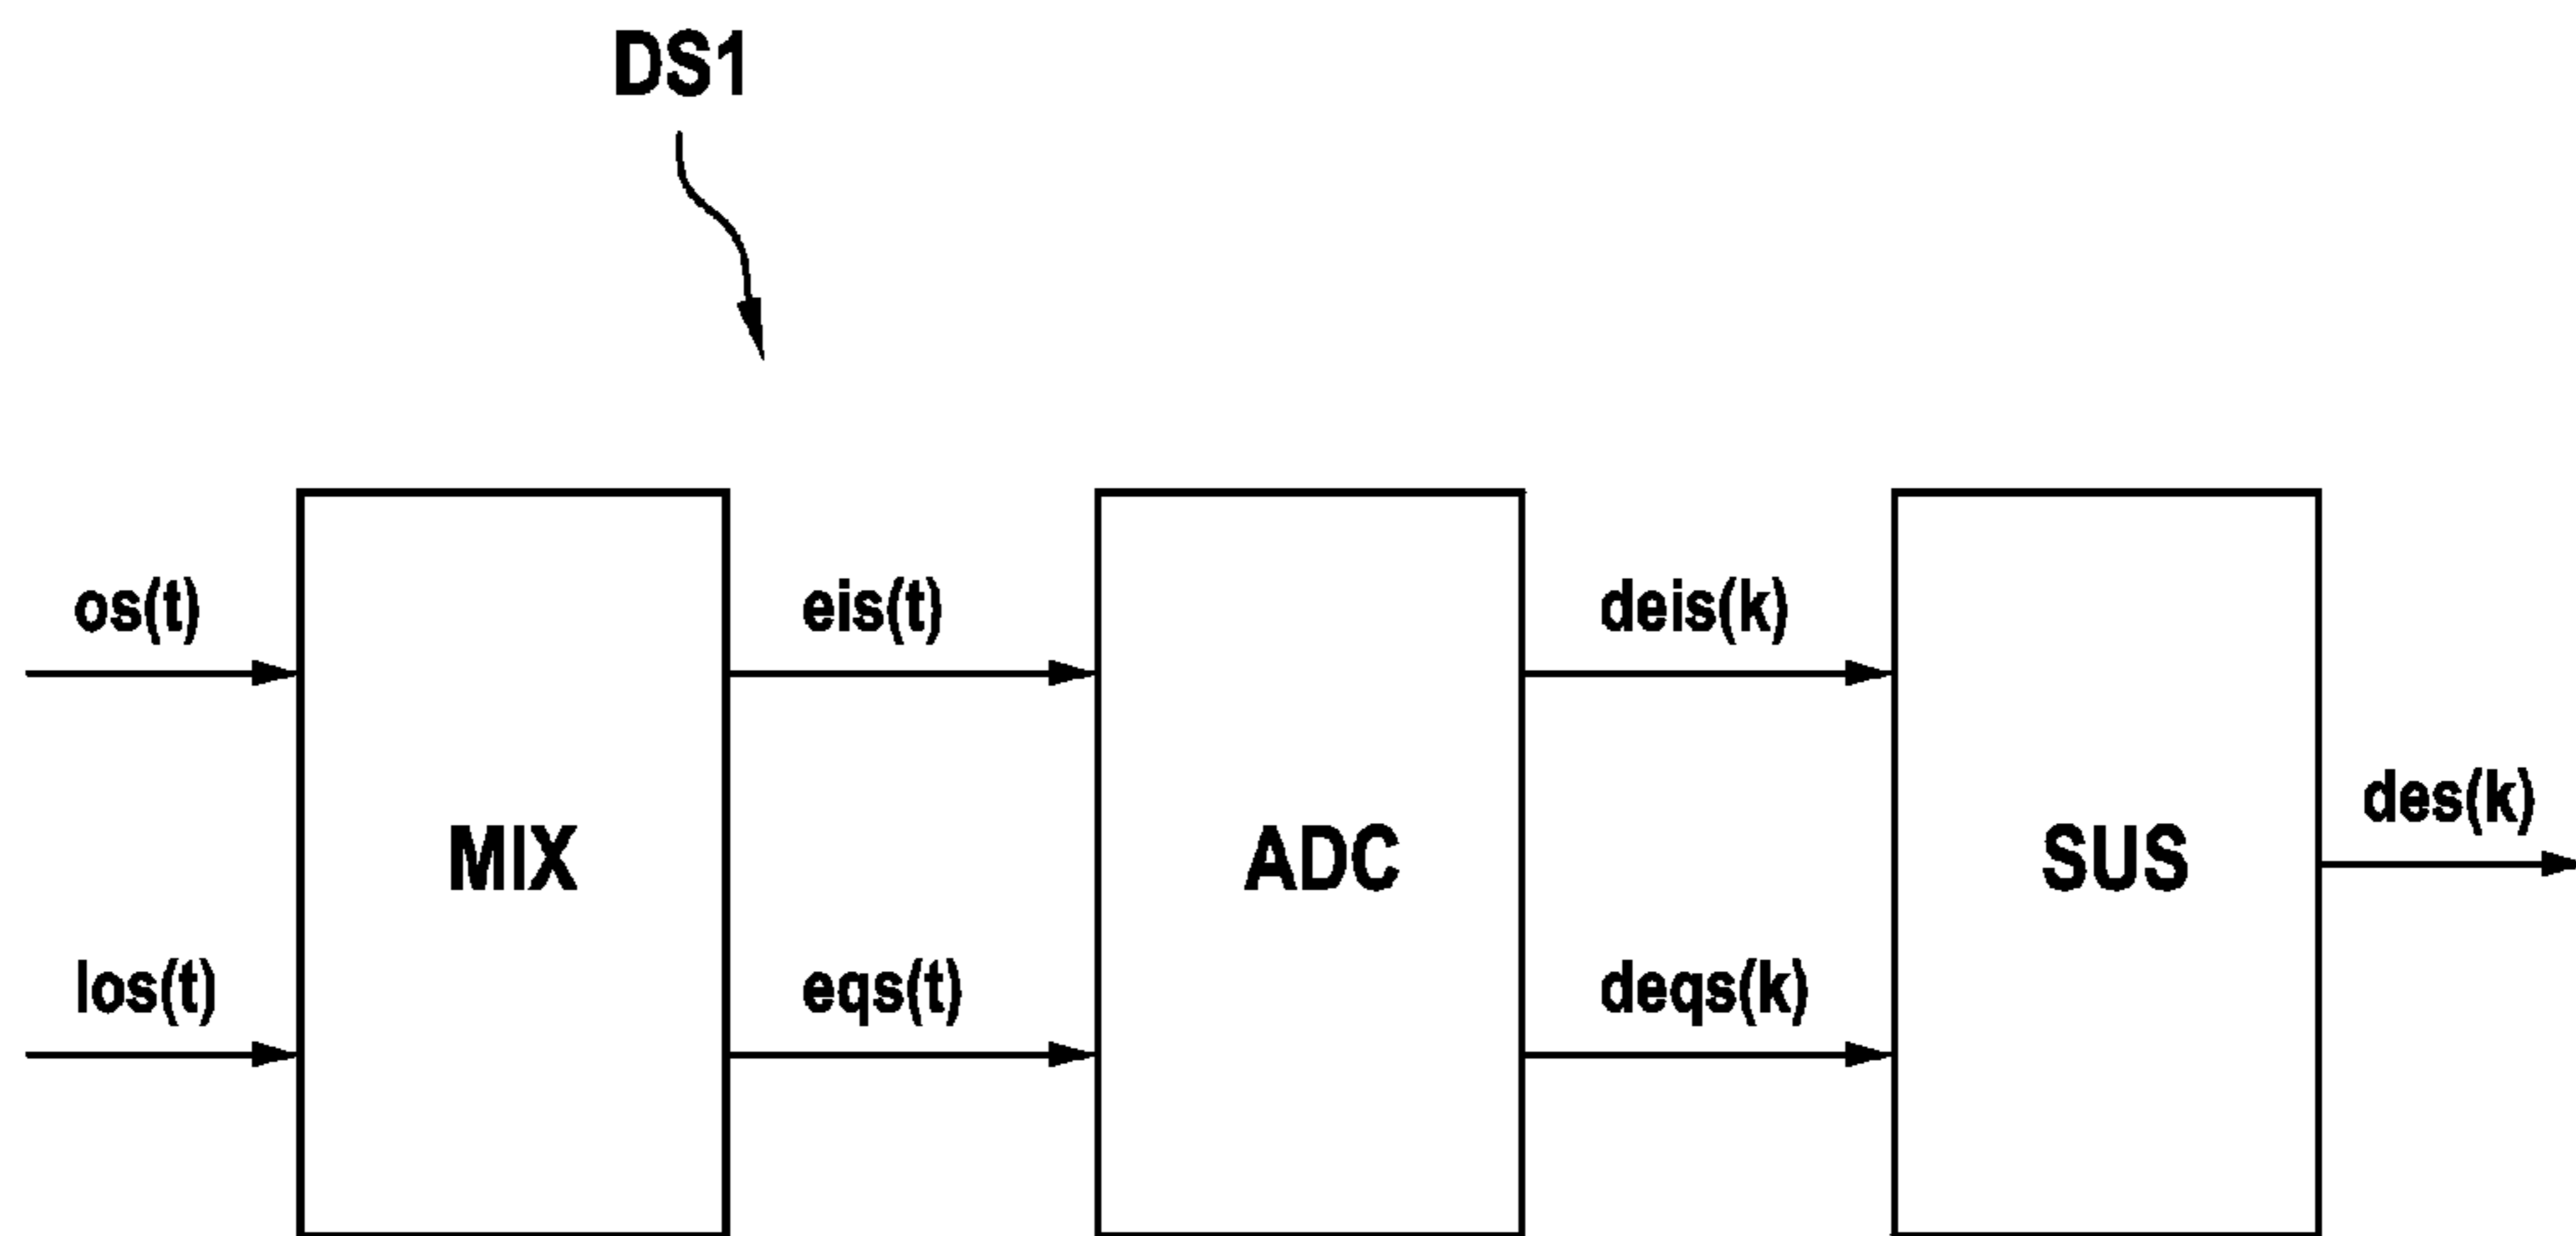 DS1
os(t)
eis(t)
deis(k)
MIX
ADC
SUS
des(k)
los(t)
eqs(t)
deqs(k)